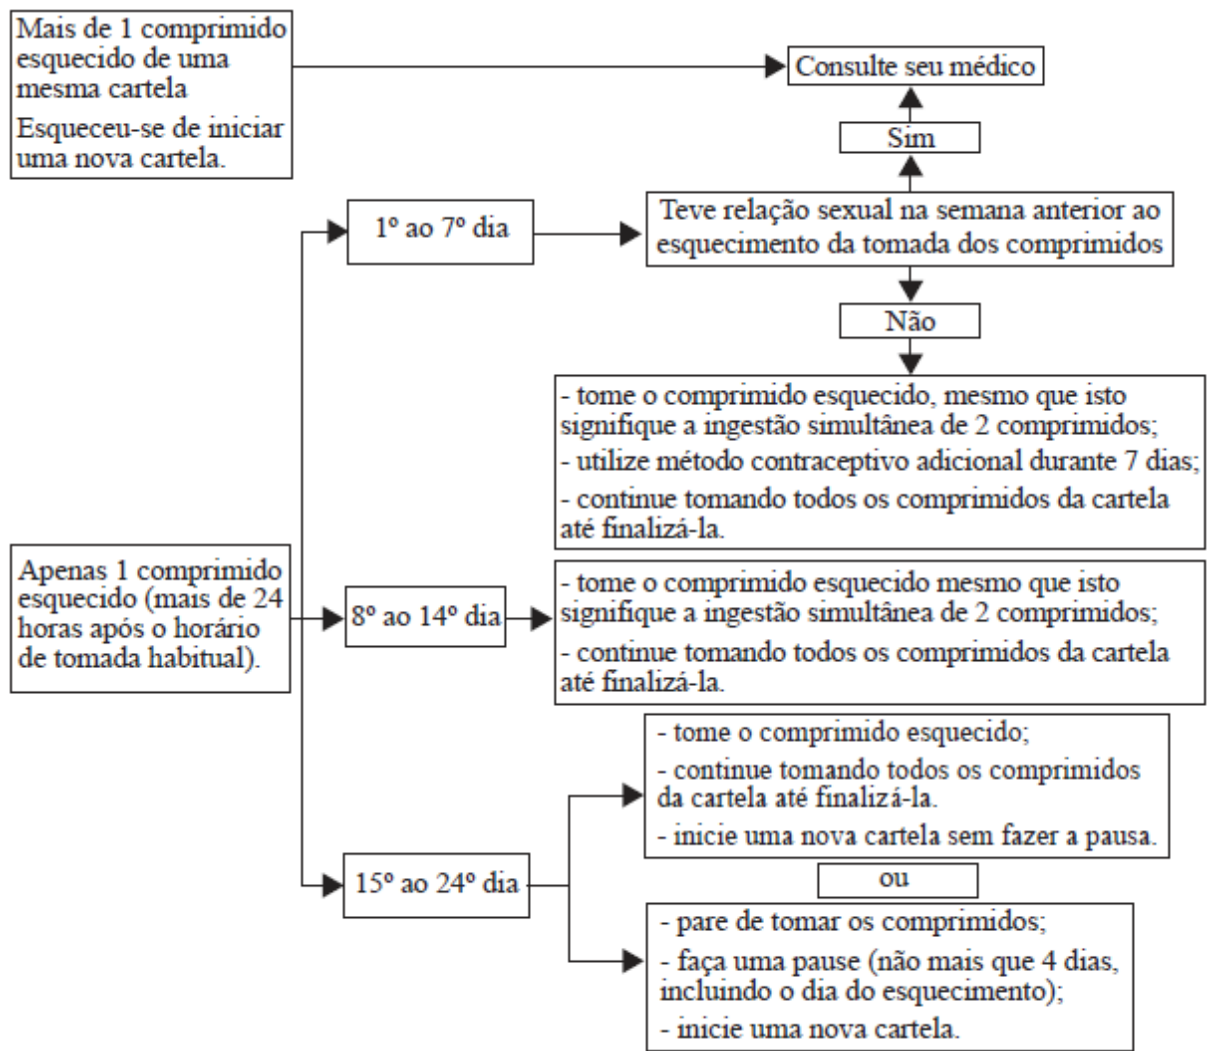 Mais de 1 comprimido
esquecido de uma
mesma cartela
Esqueceu-se de iniciar
uma nova cartela.
Consulte seu médico
Sim
1º ao 7º dia
Teve relação sexual na semana anterior ao
esquecimento da tomada dos comprimidos
Não
- tome o comprimido esquecido, mesmo que isto
signifique a ingestão simultânea de 2 comprimidos;
- utilize método contraceptivo adicional durante 7 dias;
- continue tomando todos os comprimidos da cartela
até finalizá-la.
Apenas 1 comprimido
esquecido (mais de 24
horas após o horário
de tomada habitual).
8º ao 14º dia
- tome o comprimido esquecido mesmo que isto
signifique a ingestão simultânea de 2 comprimidos;
- continue tomando todos os comprimidos da cartela
até finalizá-la.
15º ao 24º dia
- tome o comprimido esquecido;
- continue tomando todos os comprimidos
da cartela até finalizá-la.
- inicie uma nova cartela sem fazer a pausa.
ou
- pare de tomar os comprimidos;
- faça uma pause (não mais que 4 dias,
incluindo o dia do esquecimento);
- inicie uma nova cartela.